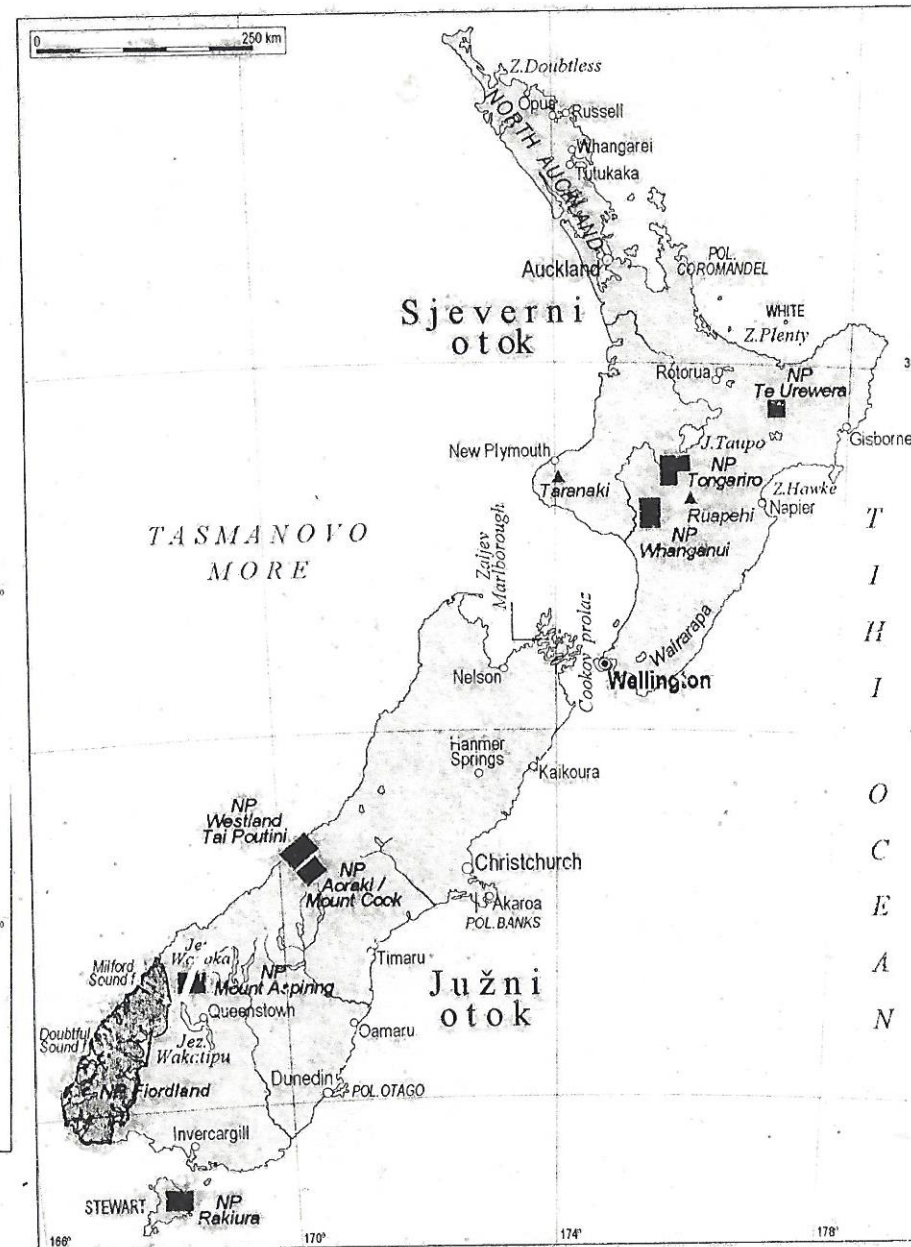 0 250 km
Z.Doubtless
Opua
Russell
NORTH AUCKLAND
Whangarei
Tutukaka
Auckland
POL.
COROMANDEL
Sjeverni
otok
WHITE
Z.Plenty
Rotorua
NP
Te Urewera
3
Gisborne
New Plymouth
J.Taupo
NP
Tongariro
Taranaki
Z.Hawke
Napier
Ruapehi
NP
Whanganui
TASMANOVO
MORE
Zaljev
Marlborough
Cookov prolaz
Wairarapa
Nelson
Wellington
TIHI OCEAN
Hanmer
Springs
Kaikoura
NP
Westland
Tai Poutini
NP
Aoraki /
Mount Cook
Christchurch
Akaroa
POL.BANKS
Timaru
Južni
otok
Milford
Sound f.
NP
Mount Aspiring
Queenstown
Oamaru
Doubtful
Sound f.
Jez.
Wakatipu
Dunedin
POL.OTAGO
NP Fiordland
Invercargill
STEWART
NP
Rakiura
166° 170° 174° 178°